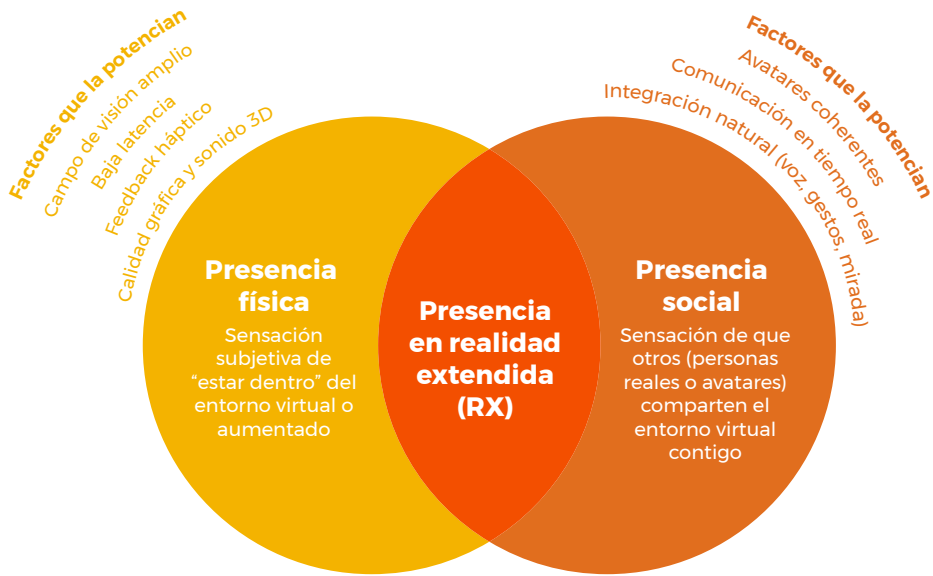 Factores que la potencian
Campo de visión amplio
Baja latencia
Feedback háptico
Calidad gráfica y sonido 3D
Presencia
física
Sensación
subjetiva de
“estar dentro” del
entorno virtual o
aumentado
Presencia
en realidad
extendida
(RX)
Factores que la potencian
Avatares coherentes
Comunicación en tiempo real
Integración natural (voz, gestos, mirada)
Presencia
social
Sensación de que
otros (personas
reales o avatares)
comparten el
entorno virtual
contigo